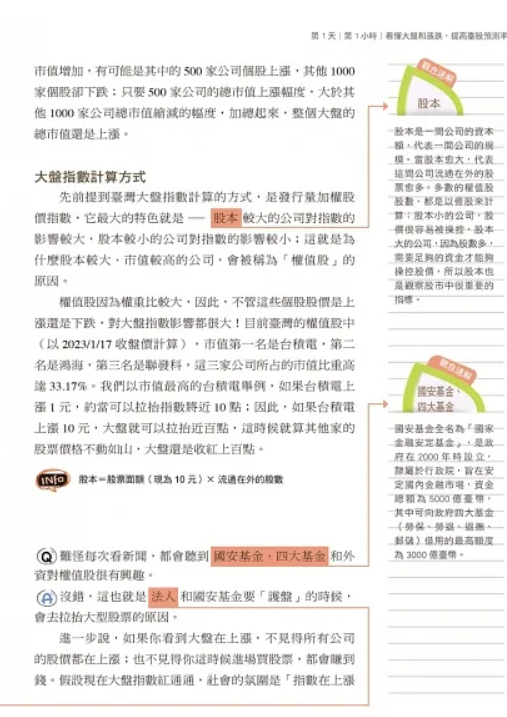 第 1 天｜第 1 小時｜看懂大盤和漲跌，提高臺股預測率
市值增加，有可能是其中的 500 家公司個股上漲，其他 1000
家個股卻下跌；只要 500 家公司的總市值上漲幅度，大於其
他 1000 家公司總市值縮減的幅度，加總起來，整個大盤的
總市值還是上漲。
大盤指數計算方式
先前提到臺灣大盤指數計算的方式，是發行量加權股
價指數，它最大的特色就是 — 股本 較大的公司對指數的
影響較大，股本較小的公司對指數的影響較小；這就是為
什麼股本較大、市值較高的公司，會被稱為「權值股」的
原因。
權值股因為權重比較大，因此，不管這些個股股價是上
漲還是下跌，對大盤指數影響都很大！目前臺灣的權值股中
（以 2023/1/17 收盤價計算），市值第一名是台積電，第二
名是鴻海，第三名是聯發科，這三家公司所占的市值比重高
達 33.17%。我們以市值最高的台積電舉例，如果台積電上
漲 1 元，約當可以拉抬指數將近 10 點；因此，如果台積電
上漲 10 元，大盤就可以拉抬近百點，這時候就算其他家的
股票價格不動如山，大盤還是收紅上百點。
INFO 股本＝股票面額（現為 10 元）× 流通在外的股數
Q 難怪每次看新聞，都會聽到 國安基金、四大基金 和外
資對權值股很有興趣。
A 沒錯，這也就是 法人 和國安基金要「護盤」的時候，
會去拉抬大型股票的原因。
進一步說，如果你看到大盤在上漲，不見得所有公司
的股價都在上漲；也不見得你這時候進場買股票，都會賺到
錢。假設現在大盤指數紅通通，社會的氛圍是「指數在上漲
觀念速解
股本
股本是一間公司的資本
額，代表一間公司的規
模。當股本愈大，代表
這間公司流通在外的股
票愈多。多數的權值股
股數，都是以億股來計
算；股本小的公司，股
價很容易被操控，股本
大的公司，因為股數多，
需要足夠的資金才能夠
操控股價，所以股本也
是觀察股市中很重要的
指標。
觀念速解
國安基金、
四大基金
國安基金全名為「國家
金融安定基金」，是政
府在 2000 年時設立，
隸屬於行政院，旨在安
定國內金融市場，資金
總額為 5000 億臺幣，
其中可向政府四大基金
（勞保、勞退、退撫、
郵儲）借用的最高額度
為 3000 億臺幣。